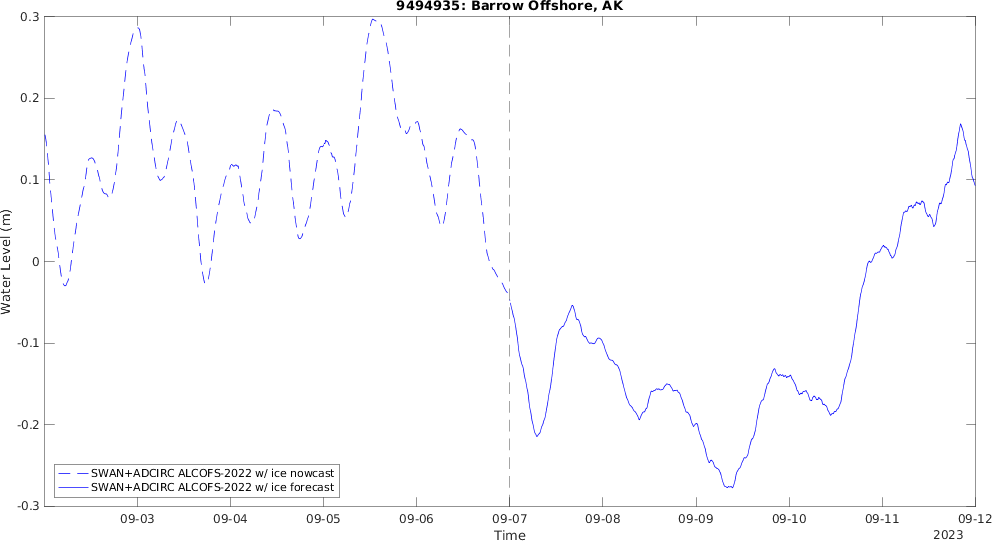 9494935: Barrow Offshore, AK
Water Level (m)
0.3
0.2
0.1
0
-0.1
-0.2
-0.3
SWAN+ADCIRC ALCOFS-2022 w/ ice nowcast
SWAN+ADCIRC ALCOFS-2022 w/ ice forecast
09-03 09-04 09-05 09-06 09-07 09-08 09-09 09-10 09-11 09-12
Time
2023